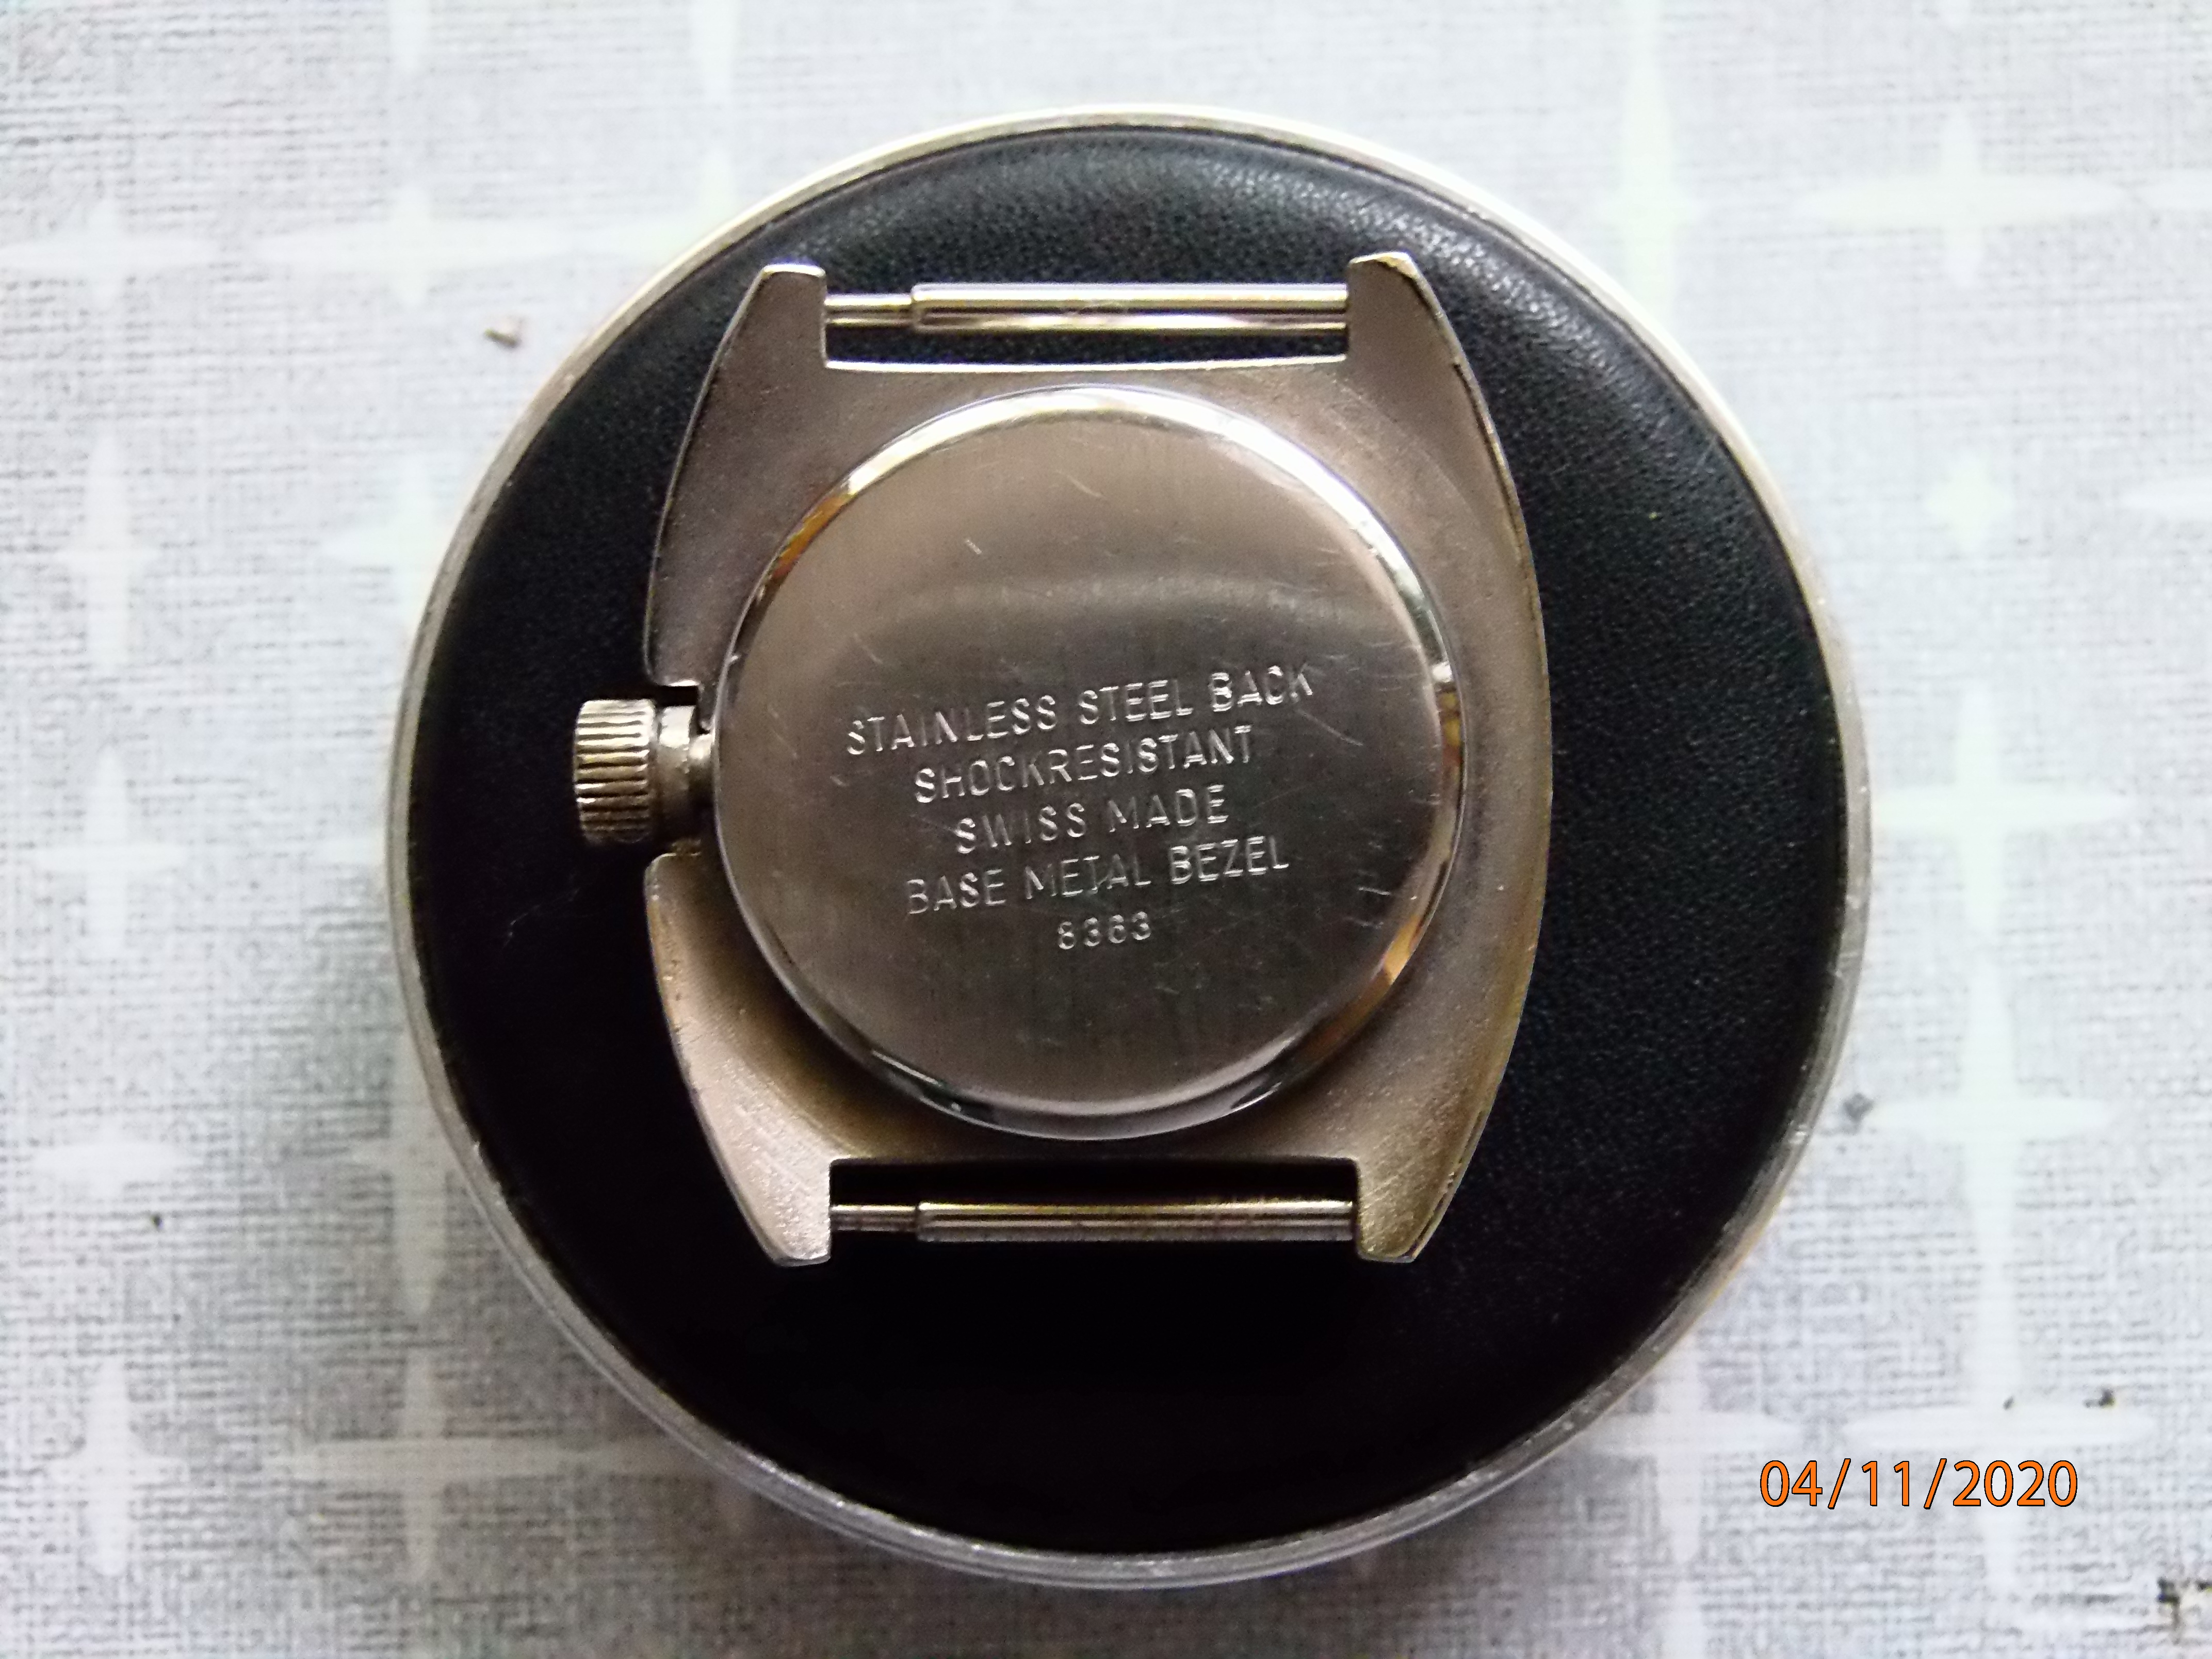 STAINLESS STEEL BACK
SHOCKRESISTANT
SWISS MADE
BASE METAL BEZEL
8363
04/11/2020